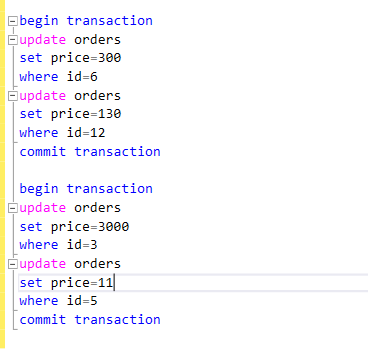 begin transaction
update orders
set price=300
where id=6
update orders
set price=130
where id=12
commit transaction
begin transaction
update orders
set price=3000
where id=3
update orders
set price=11
where id=5
commit transaction